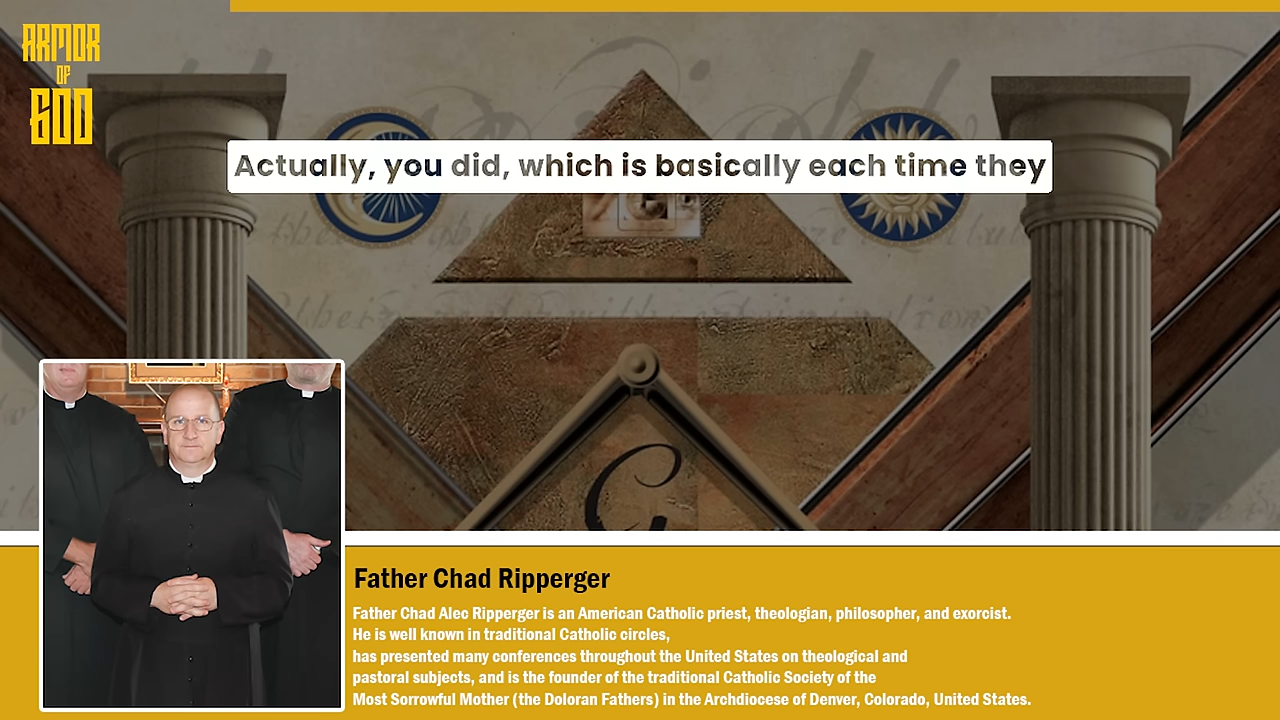 ARMOR
OF
GOD
Actually, you did, which is basically each time they
G
Father Chad Ripperger
Father Chad Alec Ripperger is an American Catholic priest, theologian, philosopher, and exorcist.
He is well known in traditional Catholic circles,
has presented many conferences throughout the United States on theological and
pastoral subjects, and is the founder of the traditional Catholic Society of the
Most Sorrowful Mother (the Doloran Fathers) in the Archdiocese of Denver, Colorado, United States.